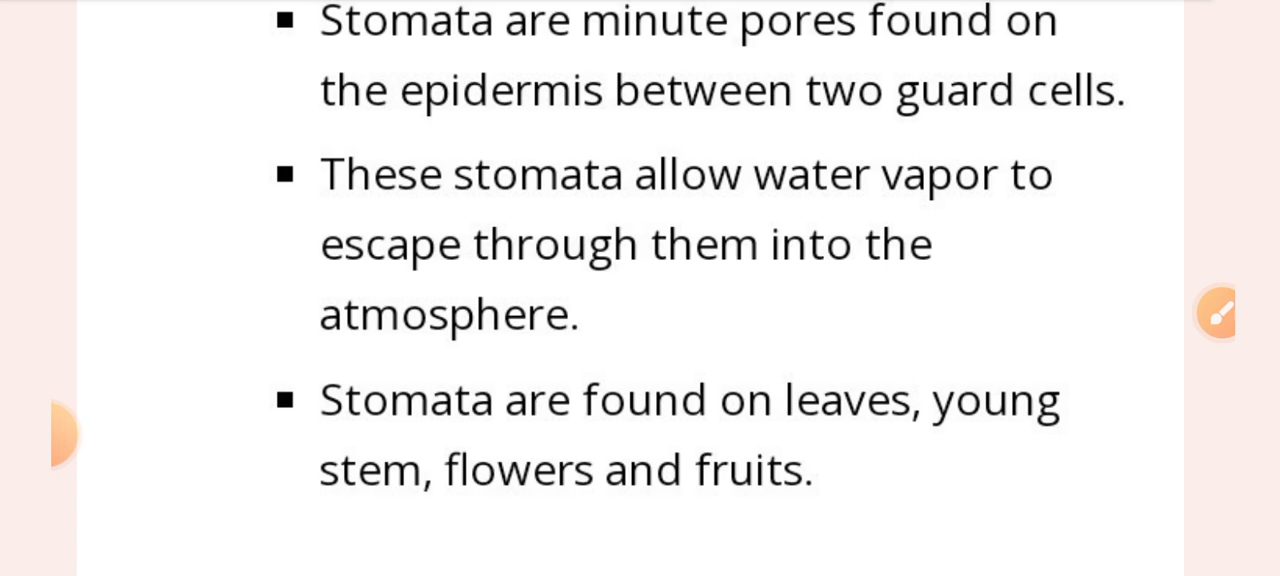 ▪ Stomata are minute pores found on
the epidermis between two guard cells.
▪ These stomata allow water vapor to
escape through them into the
atmosphere.
▪ Stomata are found on leaves, young
stem, flowers and fruits.